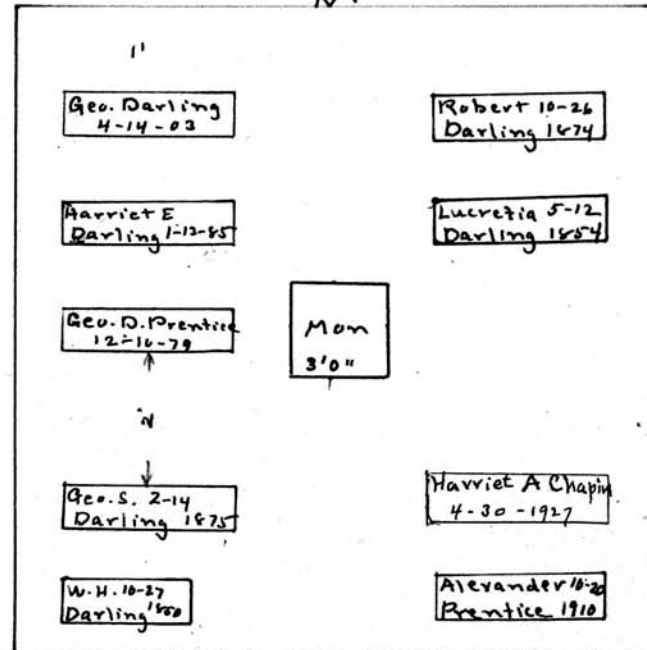 N.
1'
Geo. Darling
4-14-03
Robert 10-26
Darling 1874
Harriet E
Darling 1-12-85
Lucretia 5-12
Darling 1854
Geo. D. Prentice
12-10-79
Mon
3'0"
Geo. S. 2-14
Darling 1875
Harriet A Chapin
4-30-1927
W. H. 10-27
Darling
Alexander 10-20
Prentice 1910